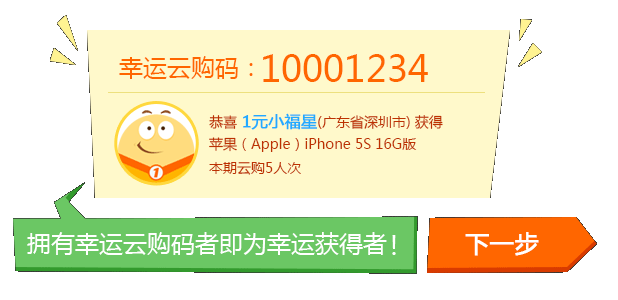 幸运云购码：10001234
恭喜 1元小福星(广东省深圳市) 获得
苹果（Apple）iPhone 5S 16G版
本期云购5人次
1
拥有幸运云购码者即为幸运获得者！
下一步